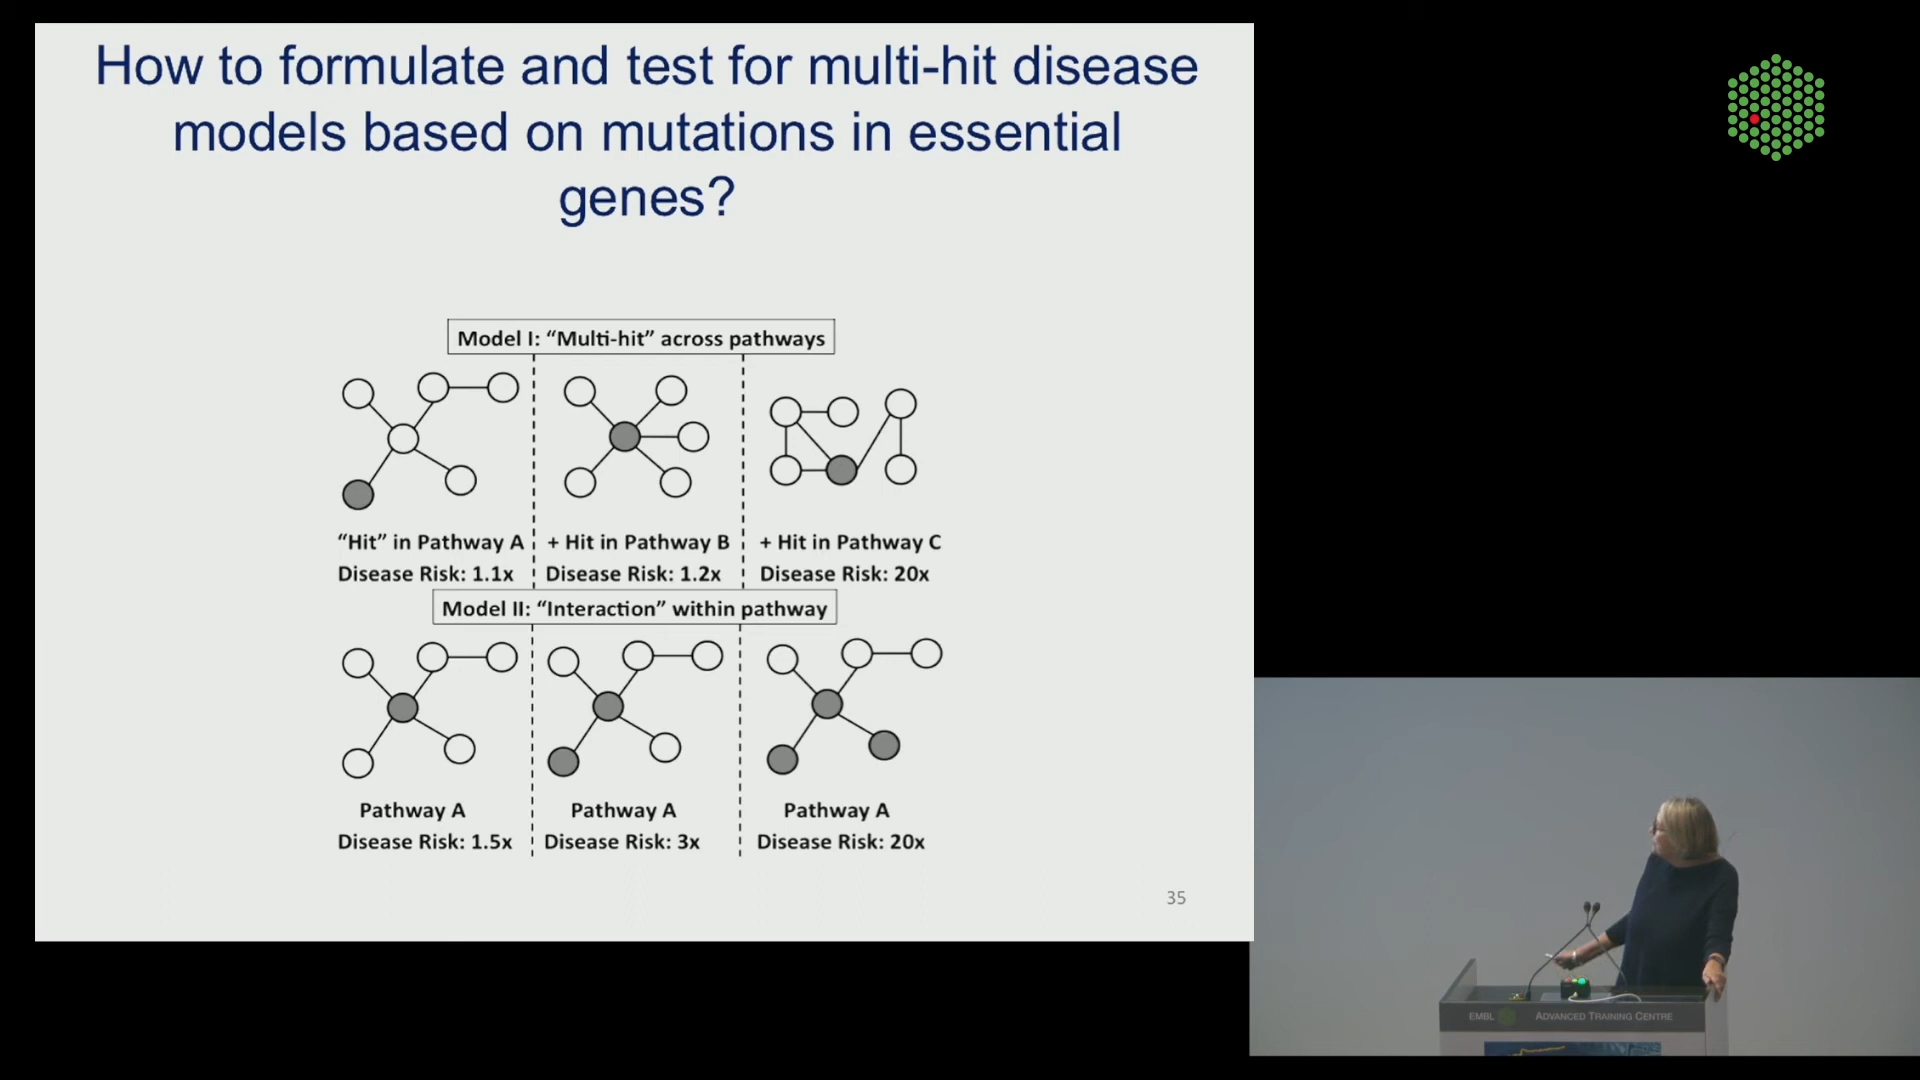 How to formulate and test for multi-hit disease
models based on mutations in essential
genes?
Model I: “Multi-hit” across pathways
“Hit” in Pathway A
Disease Risk: 1.1x
+ Hit in Pathway B
Disease Risk: 1.2x
+ Hit in Pathway C
Disease Risk: 20x
Model II: “Interaction” within pathway
Pathway A
Disease Risk: 1.5x
Pathway A
Disease Risk: 3x
Pathway A
Disease Risk: 20x
35
EMBL ADVANCED TRAINING CENTRE